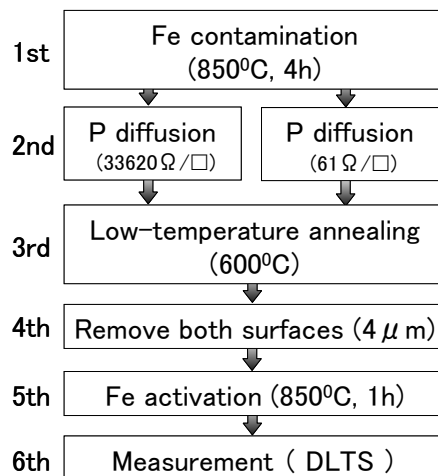 1st
Fe contamination
(850⁰C, 4h)
2nd
P diffusion
(33620Ω/□)
P diffusion
(61Ω/□)
3rd
Low-temperature annealing
(600⁰C)
4th
Remove both surfaces (4μm)
5th
Fe activation (850⁰C, 1h)
6th
Measurement ( DLTS )